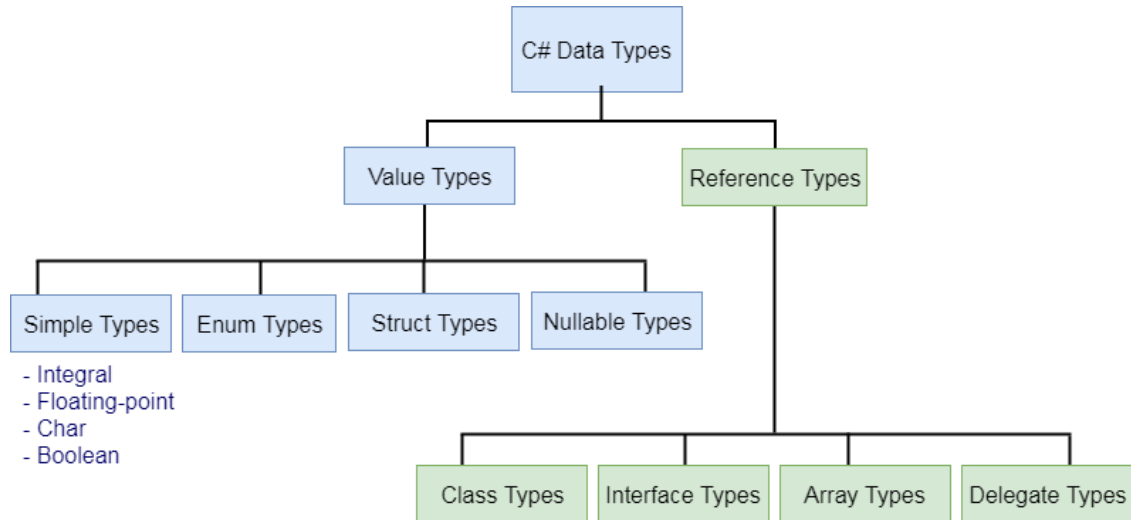 C# Data Types
Value Types
Reference Types
Simple Types
Enum Types
Struct Types
Nullable Types
- Integral
- Floating-point
- Char
- Boolean
Class Types
Interface Types
Array Types
Delegate Types